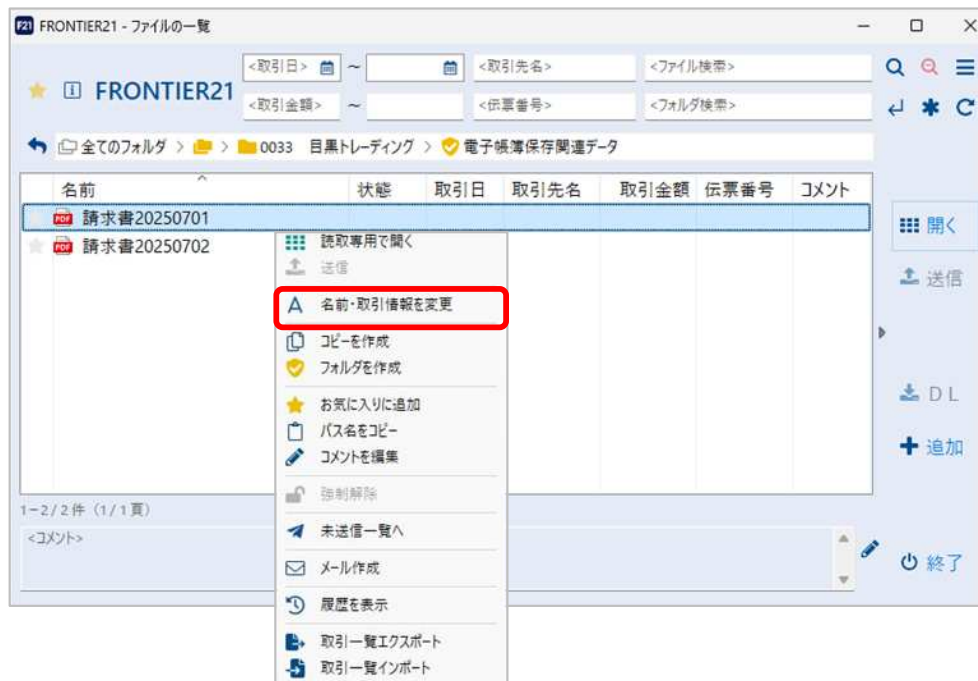 F21 FRONTIER21 - ファイルの一覧
<取引日> ~ <取引先名> <ファイル検索>
FRONTIER21
<取引金額> ~ <伝票番号> <フォルダ検索>
全てのフォルダ > > 0033 目黒トレーディング > 電子帳簿保存関連データ
名前 状態 取引日 取引先名 取引金額 伝票番号 コメント
PDF 請求書20250701
PDF 請求書20250702
開く
送信
DL
追加
終了
読取専用で開く
送信
A 名前・取引情報を変更
コピーを作成
フォルダを作成
お気に入りに追加
パス名をコピー
コメントを編集
強制解除
未送信一覧へ
メール作成
履歴を表示
取引一覧エクスポート
取引一覧インポート
1-2/2件 (1/1頁)
<コメント>